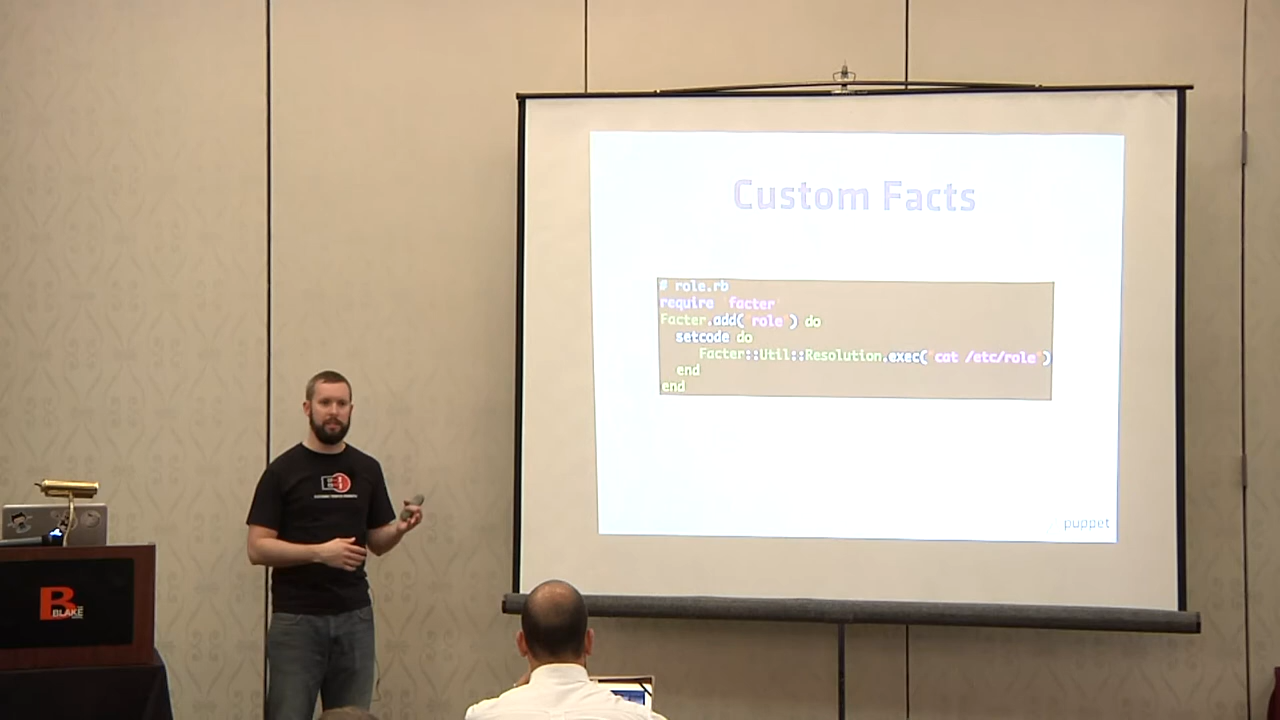 Custom Facts
# role.rb
require 'facter'
Facter.add('role') do
setcode do
Facter::Util::Resolution.exec('cat /etc/role')
end
end
puppet
B
BLAKE